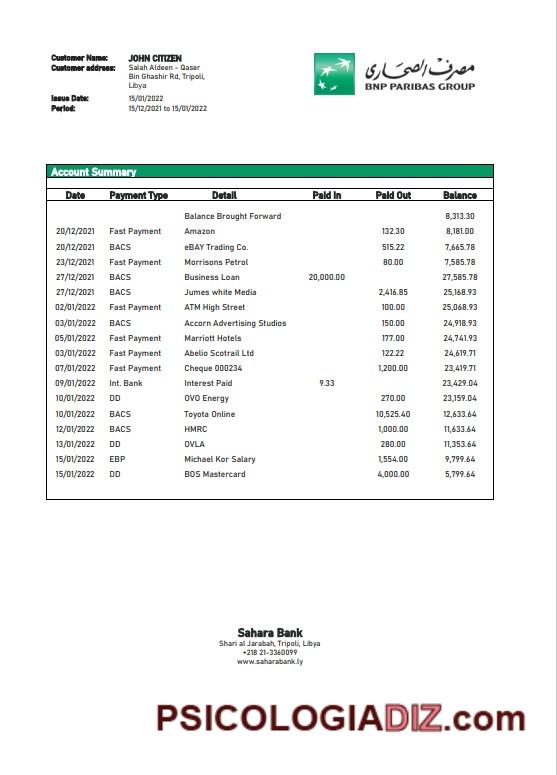 Customer Name: JOHN CITIZEN
Customer address: Salah Aldeen - Qaser
Bin Ghashir Rd, Tripoli,
Libya
Issue Date: 15/01/2022
Period: 15/12/2021 to 15/01/2022
مصرف الصحاري
BNP PARIBAS GROUP
Account Summary
Date Payment Type Detail Paid In Paid Out Balance
Balance Brought Forward 8,313.30
20/12/2021 Fast Payment Amazon 132.30 8,181.00
20/12/2021 BACS eBAY Trading Co. 515.22 7,665.78
23/12/2021 Fast Payment Morrisons Petrol 80.00 7,585.78
27/12/2021 BACS Business Loan 20,000.00 27,585.78
27/12/2021 BACS Jumes white Media 2,416.85 25,168.93
02/01/2022 Fast Payment ATM High Street 100.00 25,068.93
03/01/2022 BACS Accorn Advertising Studios 150.00 24,918.93
05/01/2022 Fast Payment Marriott Hotels 177.00 24,741.93
03/01/2022 Fast Payment Abelio Scotrail Ltd 122.22 24,619.71
07/01/2022 Fast Payment Cheque 000234 1,200.00 23,419.71
09/01/2022 Int. Bank Interest Paid 9.33 23,429.04
10/01/2022 DD OVO Energy 270.00 23,159.04
10/01/2022 BACS Toyota Online 10,525.40 12,633.64
12/01/2022 BACS HMRC 1,000.00 11,633.64
13/01/2022 DD OVLA 280.00 11,353.64
15/01/2022 EBP Michael Kor Salary 1,554.00 9,799.64
15/01/2022 DD BOS Mastercard 4,000.00 5,799.64
Sahara Bank
Shari al Jarabah, Tripoli, Libya
+218 21-3360099
www.saharabank.ly
PSICOLOGIADIZ.com